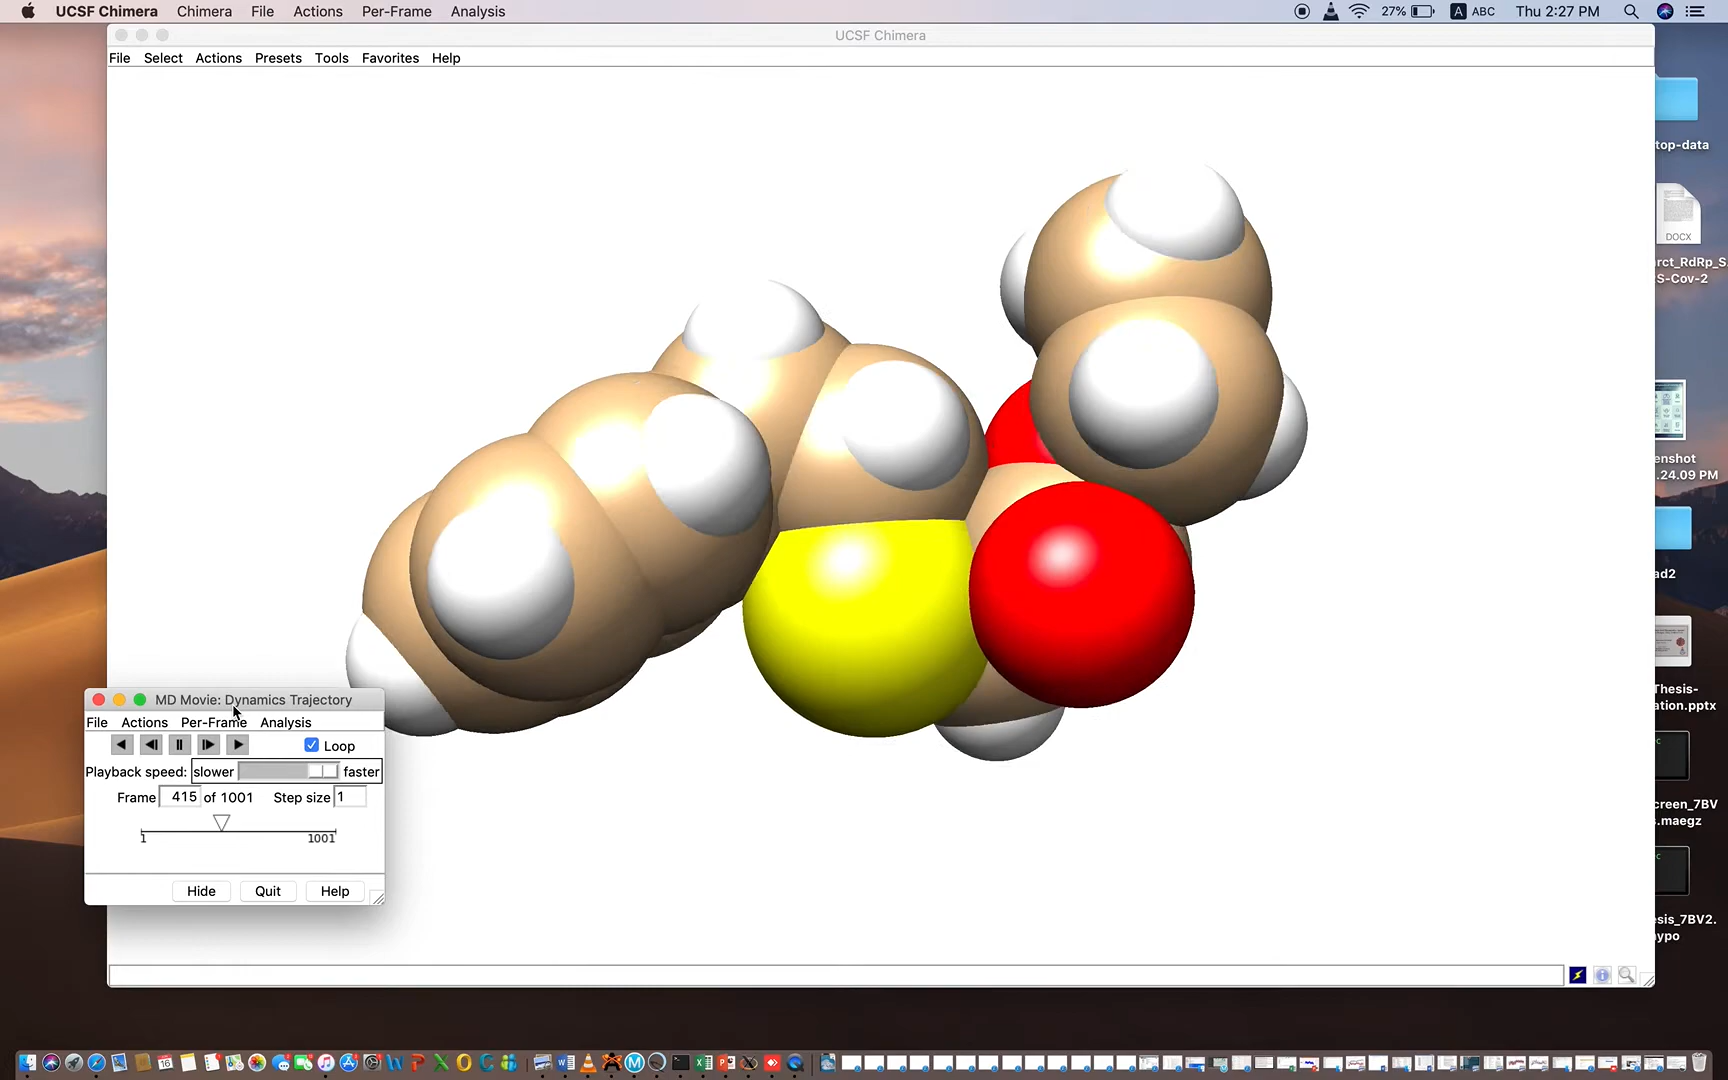 UCSF Chimera Chimera File Actions Per-Frame Analysis 27% A ABC Thu 2:27 PM
UCSF Chimera
File Select Actions Presets Tools Favorites Help
top-data
DOCX
rct_RdRp_S
S-Cov-2
enshot
.24.09 PM
ad2
Thesis-
ation.pptx
creen_7BV
s.maegz
esis_7BV2.
hypo
MD Movie: Dynamics Trajectory
File Actions Per-Frame Analysis
Loop
Playback speed: slower faster
Frame 415 of 1001 Step size 1
1 1001
Hide Quit Help